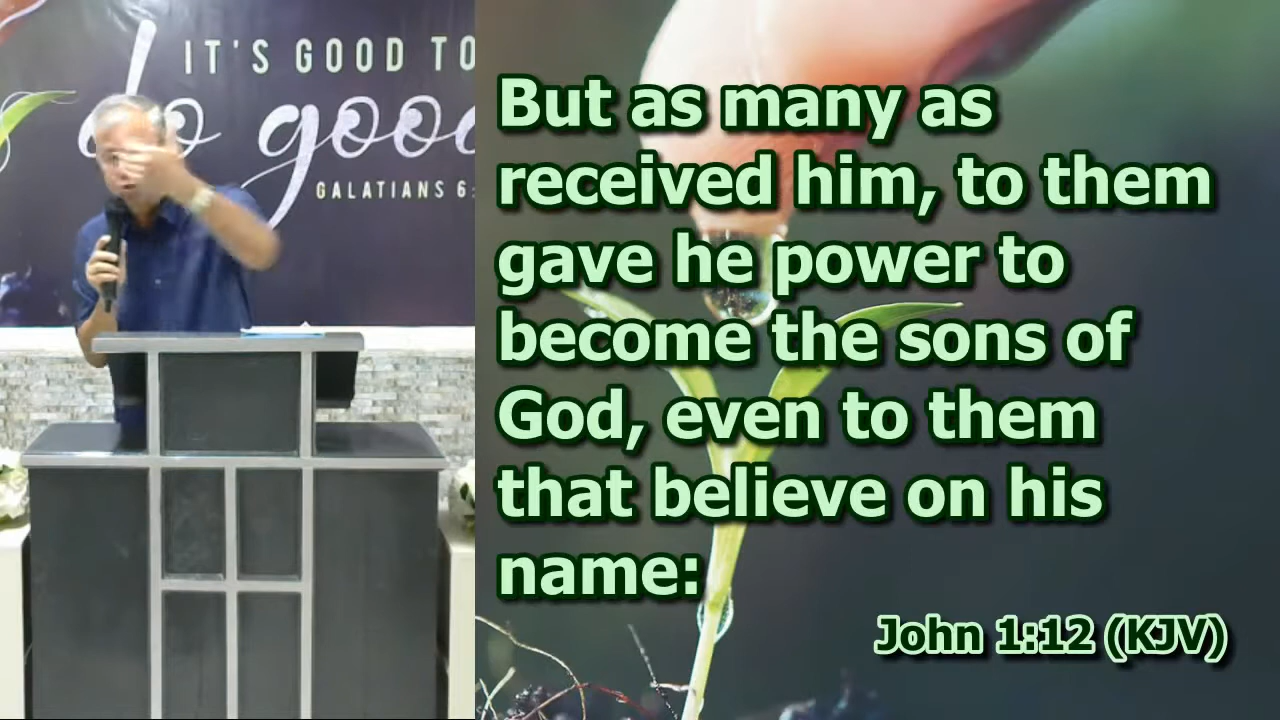 IT'S GOOD TO
do good
GALATIANS 6:
But as many as
received him, to them
gave he power to
become the sons of
God, even to them
that believe on his
name:
John 1:12 (KJV)